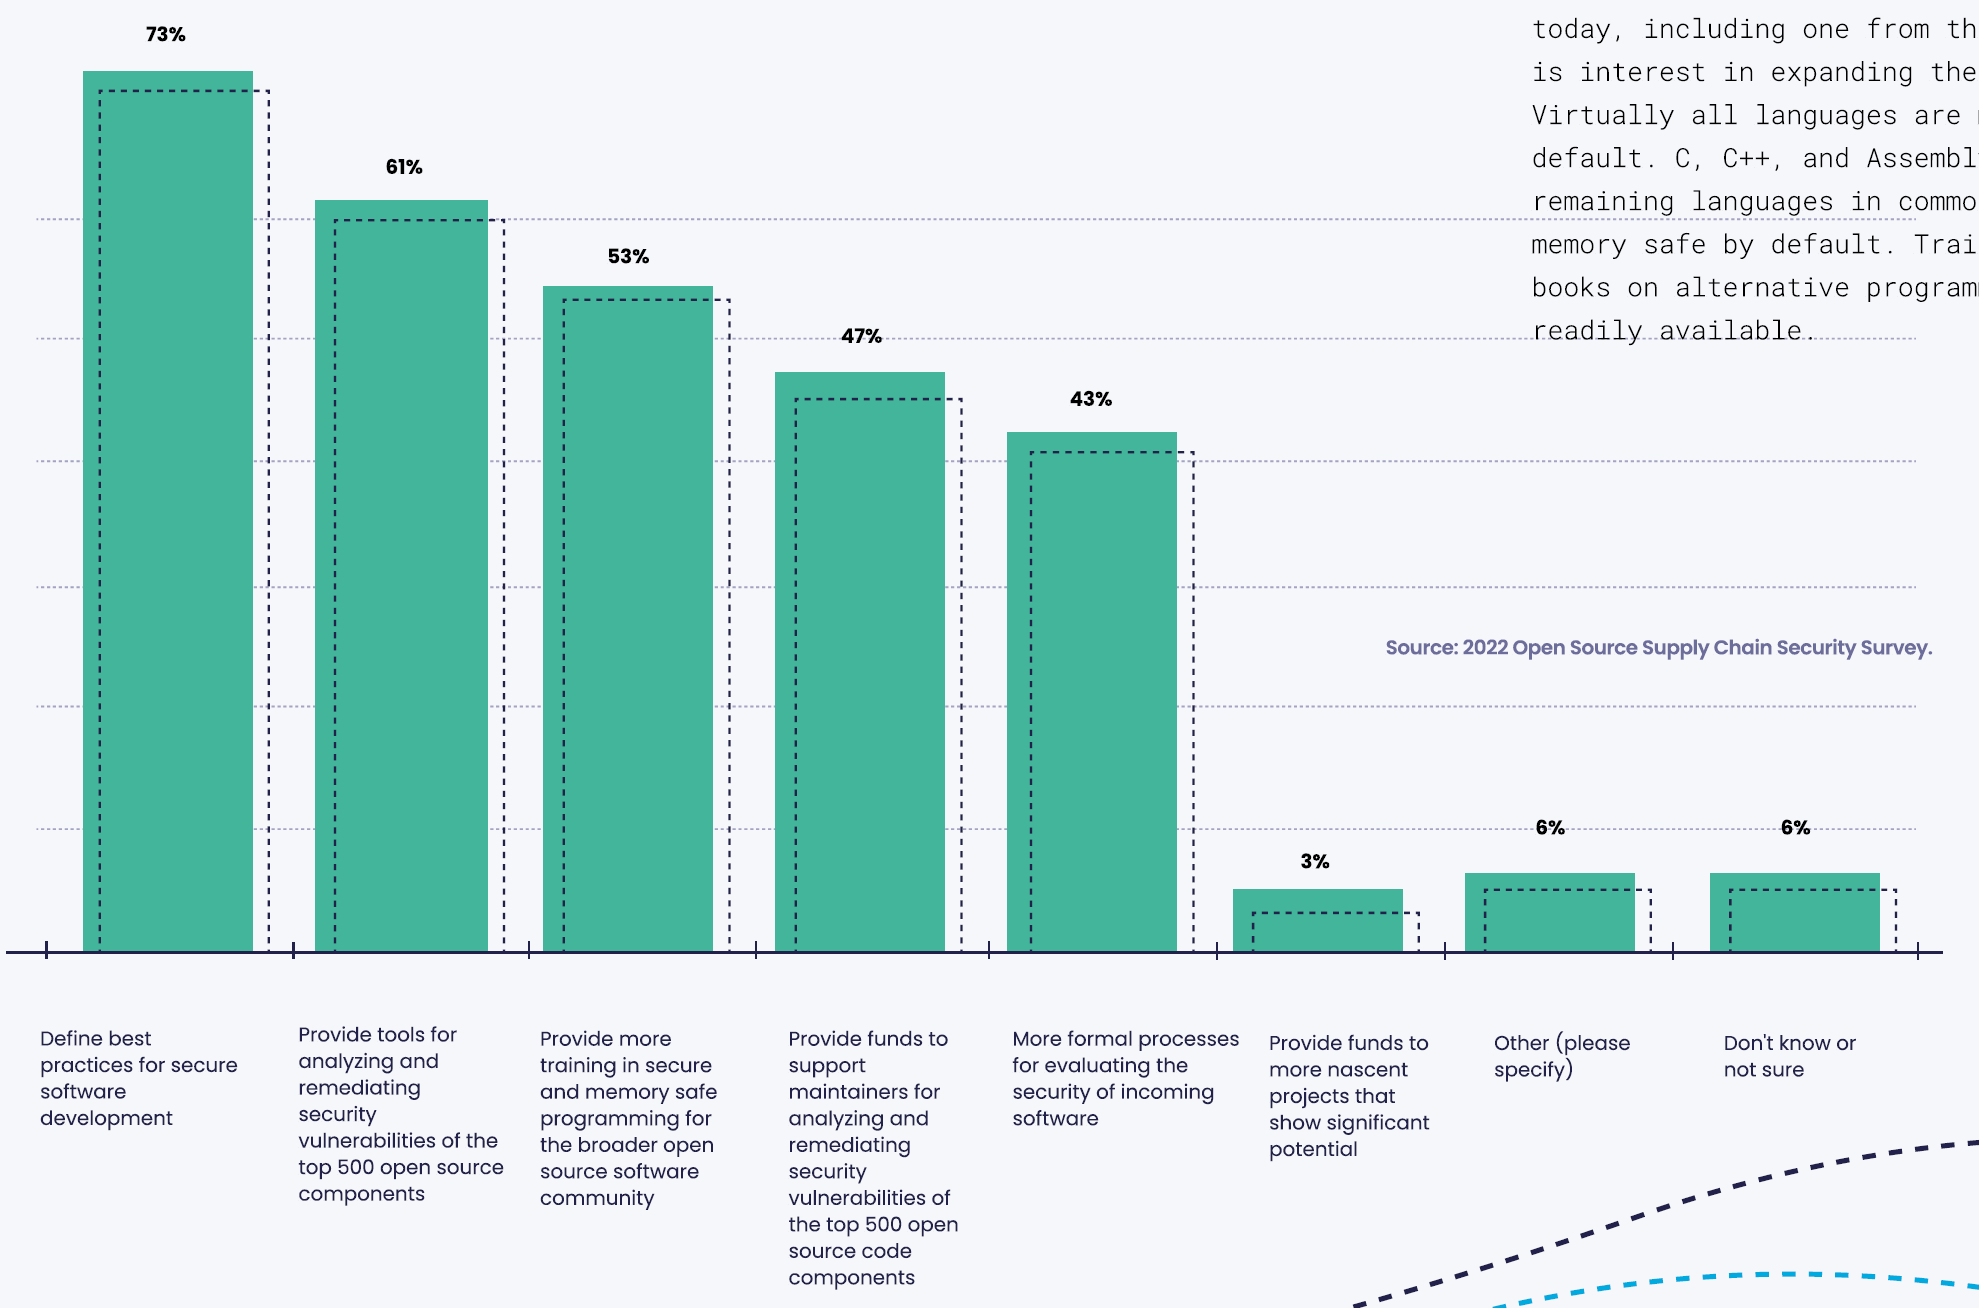 73%
61%
53%
47%
43%
3%
6%
6%
today, including one from th
is interest in expanding the
Virtually all languages are
default. C, C++, and Assembl
remaining languages in commo
memory safe by default. Trai
books on alternative program
readily available.
Source: 2022 Open Source Supply Chain Security Survey.
Define best
practices for secure
software
development
Provide tools for
analyzing and
remediating
security
vulnerabilities of the
top 500 open source
components
Provide more
training in secure
and memory safe
programming for
the broader open
source software
community
Provide funds to
support
maintainers for
analyzing and
remediating
security
vulnerabilities of
the top 500 open
source code
components
More formal processes
for evaluating the
security of incoming
software
Provide funds to
more nascent
projects that
show significant
potential
Other (please
specify)
Don't know or
not sure